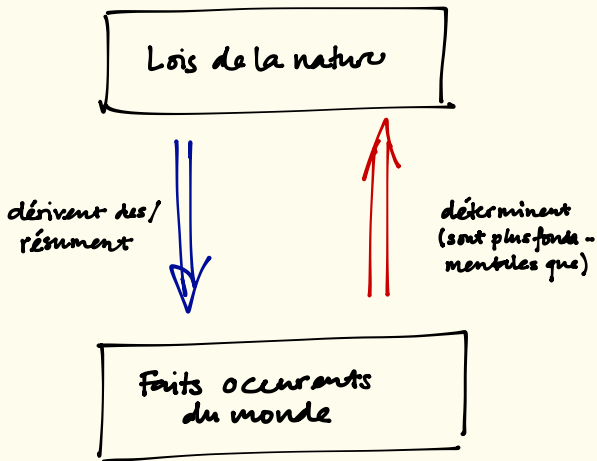 Lois de la nature
dérivent des/
résument
déterminent
(sont plus fonda-
mentales que)
Faits occurents
du monde